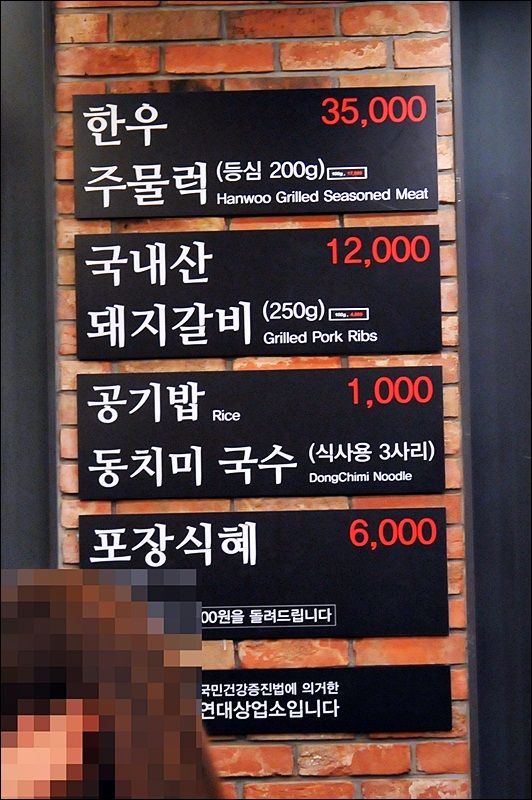 한우 35,000
주물럭 (등심 200g)
Hanwoo Grilled Seasoned Meat
국내산 12,000
돼지갈비 (250g)
Grilled Pork Ribs
공기밥 Rice 1,000
동치미 국수 (식사용 3사리)
DongChimi Noodle
포장식혜 6,000
00원을 돌려드립니다
국민건강증진법에 의거한
연대상업소입니다